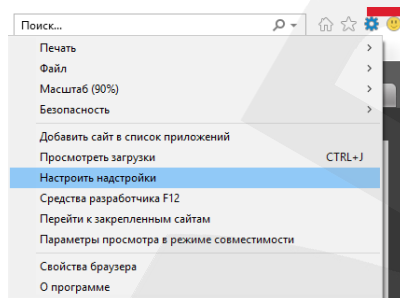 Поиск...
Печать
Файл
Масштаб (90%)
Безопасность
Добавить сайт в список приложений
Просмотреть загрузки CTRL+J
Настроить надстройки
Средства разработчика F12
Перейти к закрепленным сайтам
Параметры просмотра в режиме совместимости
Свойства браузера
О программе